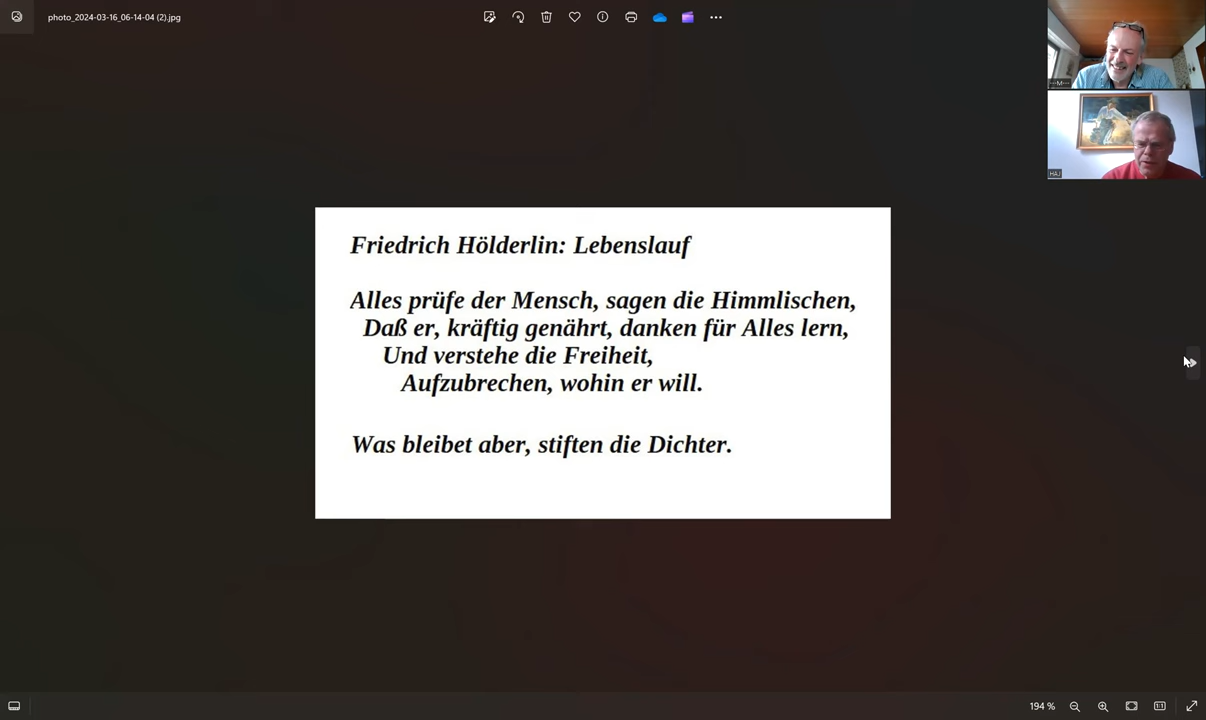 photo_2024-03-16_06-14-04 (2).jpg
---M---
HAJ
Friedrich Hölderlin: Lebenslauf
Alles prüfe der Mensch, sagen die Himmlischen,
Daß er, kräftig genährt, danken für Alles lern,
Und verstehe die Freiheit,
Aufzubrechen, wohin er will.
Was bleibet aber, stiften die Dichter.
194 %